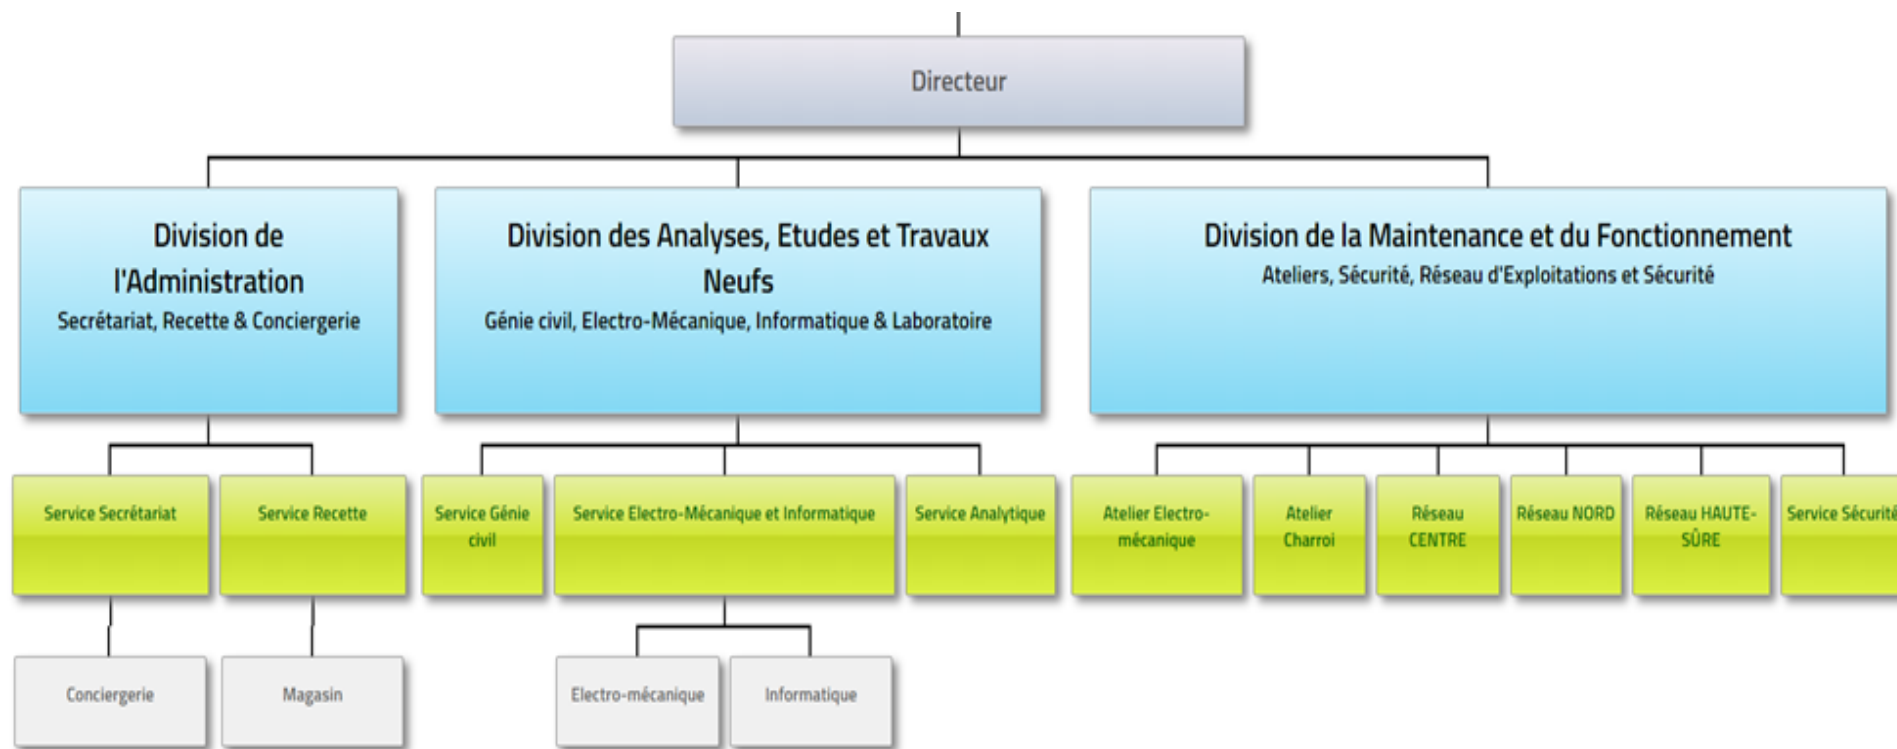 Directeur
Division de
l'Administration
Secrétariat, Recette & Conciergerie
Division des Analyses, Etudes et Travaux
Neufs
Génie civil, Electro-Mécanique, Informatique & Laboratoire
Division de la Maintenance et du Fonctionnement
Ateliers, Sécurité, Réseau d'Exploitations et Sécurité
Service Secrétariat
Service Recette
Service Génie
civil
Service Electro-Mécanique et Informatique
Service Analytique
Atelier Electro-
mécanique
Atelier
Charroi
Réseau
CENTRE
Réseau NORD
Réseau HAUTE-
SÛRE
Service Sécurité
Conciergerie
Magasin
Electro-mécanique
Informatique